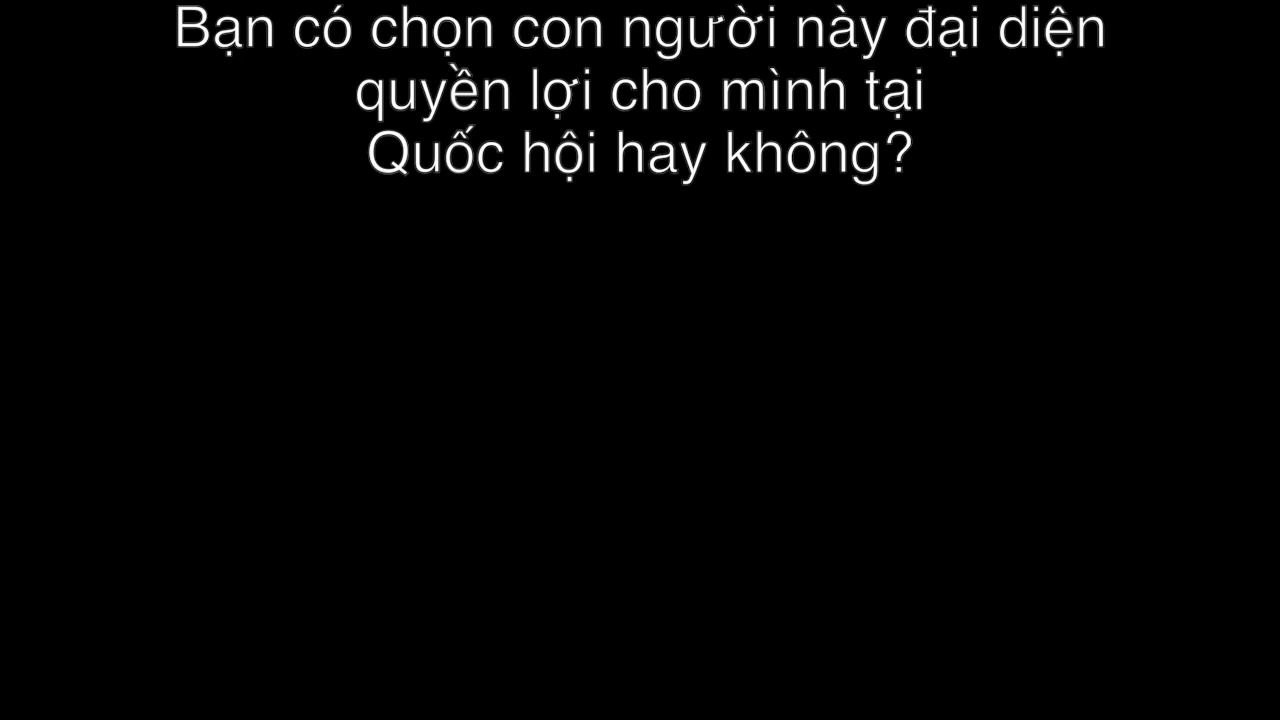 Bạn có chọn con người này đại diện
quyền lợi cho mình tại
Quốc hội hay không?